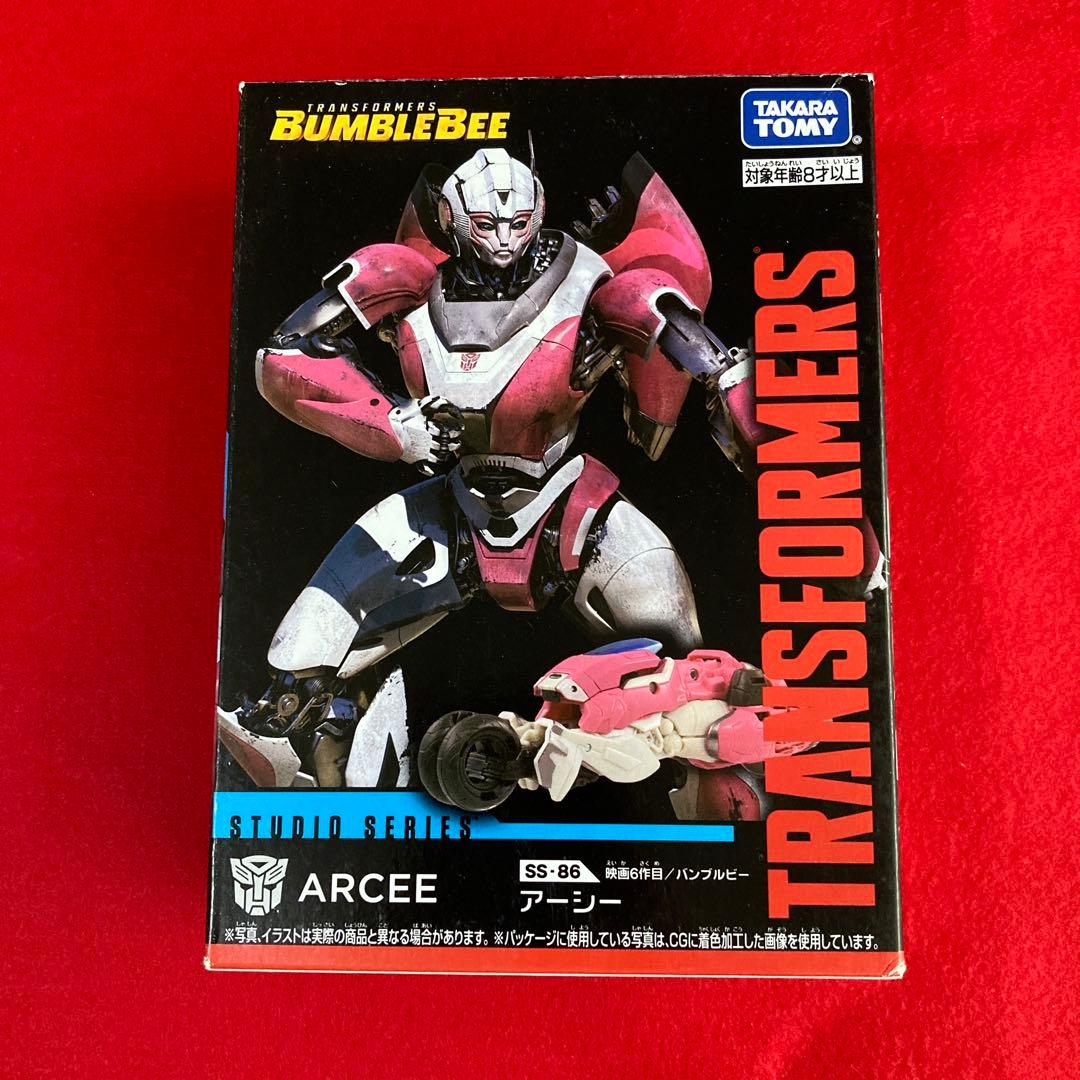 TRANSFORMERS
BUMBLEBEE
TAKARA
TOMY
たいしょうねんれい さい いじょう
対象年齢8才以上
TRANSFORMERS
STUDIO SERIES
ARCEE
えい が さく め
SS-86 映画6作目/バンブルビー
アーシー
しゃしん じっさい しょうひん こと ば あい し よう しゃしん ちゃくしょく か こう が ぞう し よう
※写真、イラストは実際の商品と異なる場合があります。※パッケージに使用している写真は、CGに着色加工した画像を使用しています。